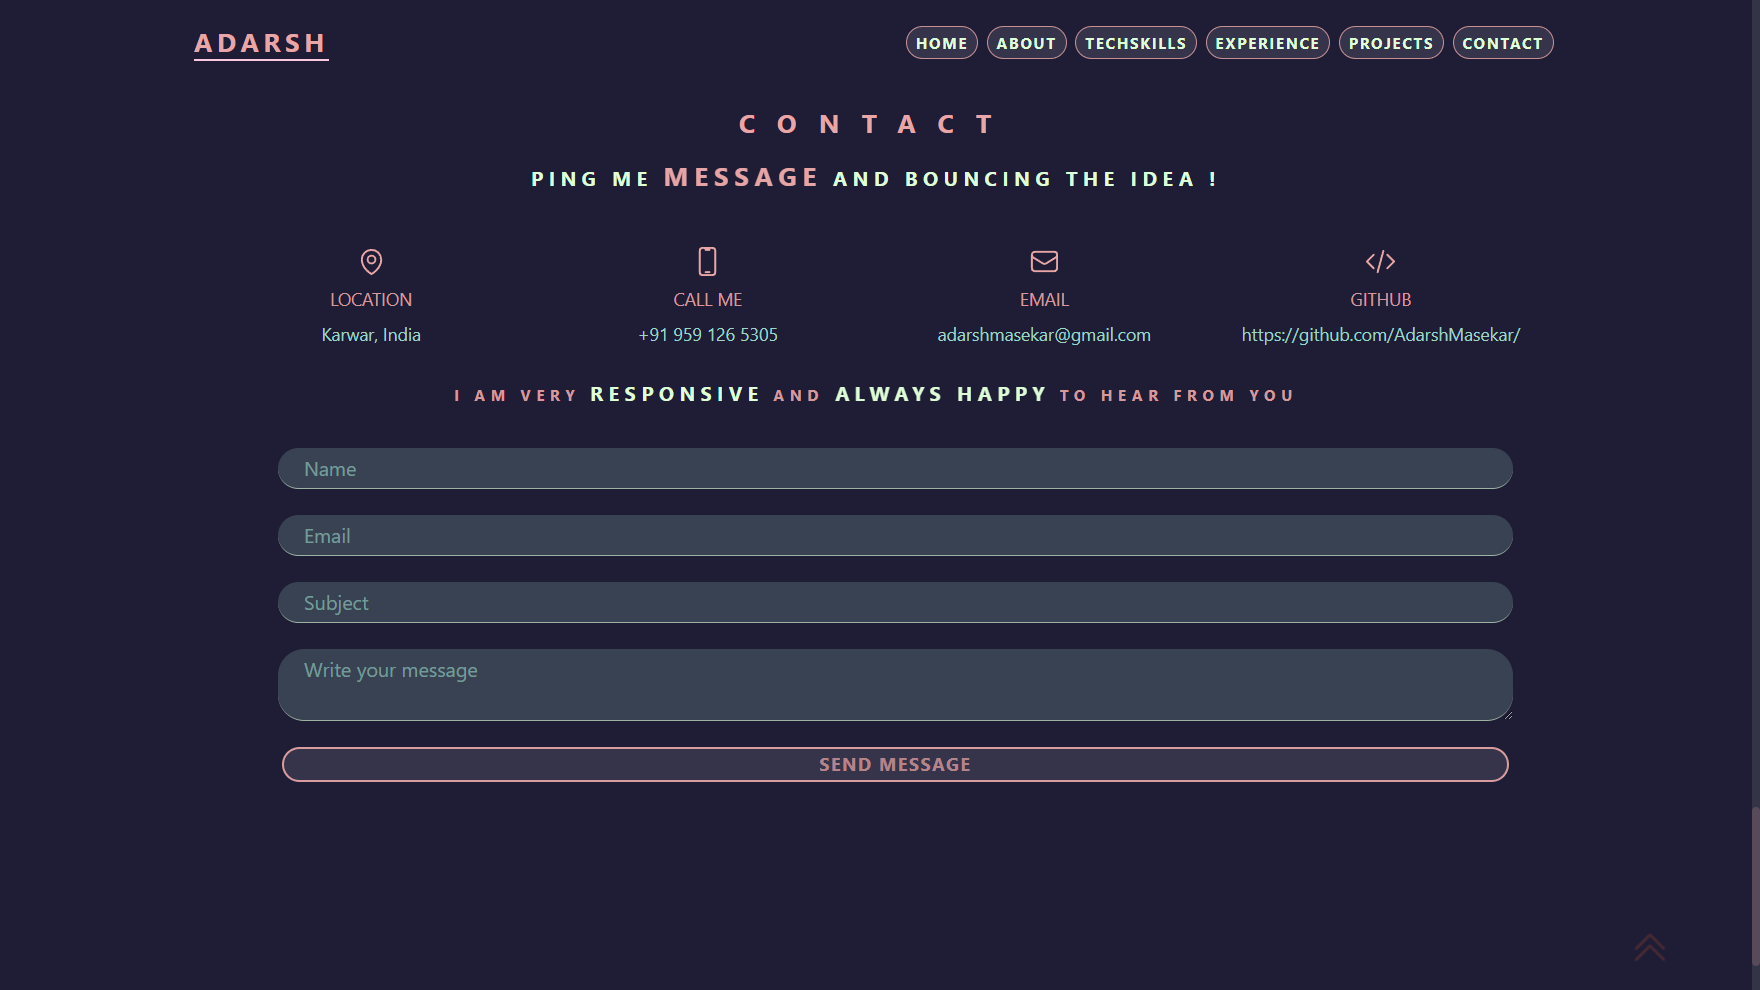 ADARSH
HOME ABOUT TECHSKILLS EXPERIENCE PROJECTS CONTACT
CONTACT
PING ME MESSAGE AND BOUNCING THE IDEA !
LOCATION
Karwar, India
CALL ME
+91 959 126 5305
EMAIL
adarshmasekar@gmail.com
GITHUB
https://github.com/AdarshMasekar/
I AM VERY RESPONSIVE AND ALWAYS HAPPY TO HEAR FROM YOU
Name
Email
Subject
Write your message
SEND MESSAGE